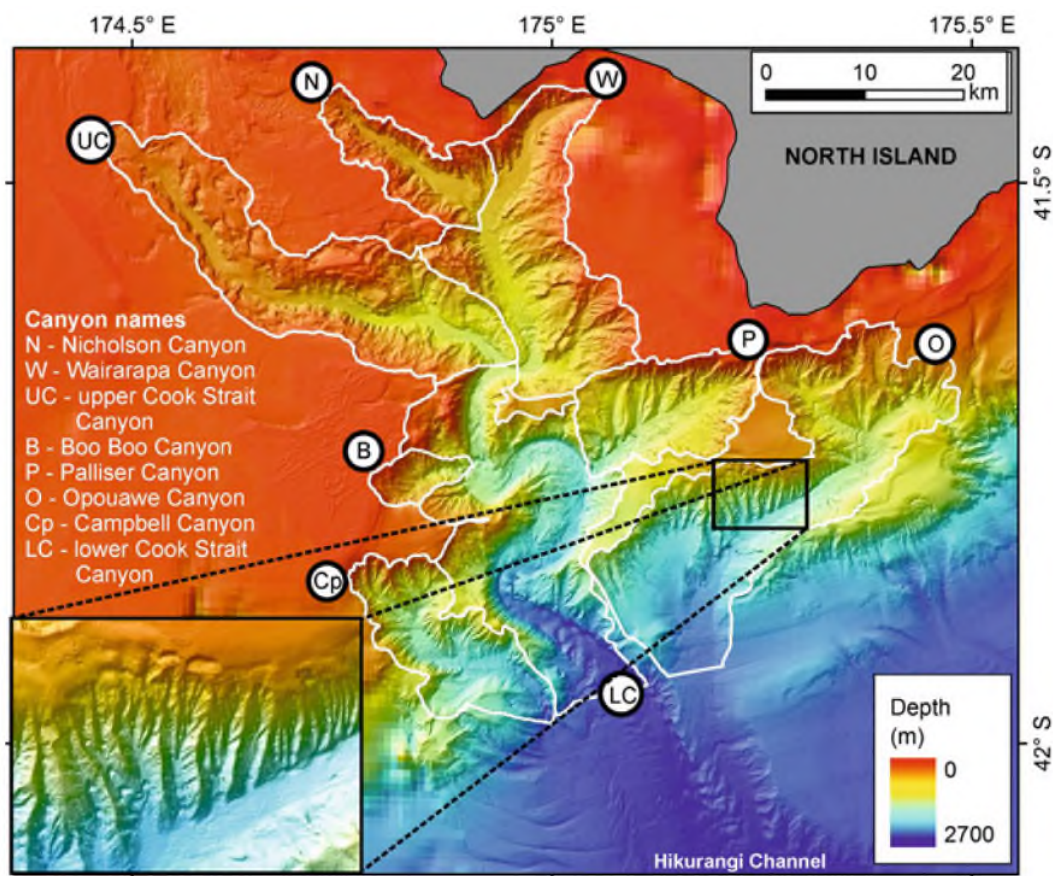 174.5° E
175° E
175.5° E
N
W
0 10 20
km
UC
NORTH ISLAND
41.5° S
Canyon names
N - Nicholson Canyon
W - Wairarapa Canyon
UC - upper Cook Strait
Canyon
B - Boo Boo Canyon
P - Palliser Canyon
O - Opouawe Canyon
Cp - Campbell Canyon
LC - lower Cook Strait
Canyon
P
O
B
Cp
LC
Depth
(m)
0
2700
42° S
Hikurangi Channel